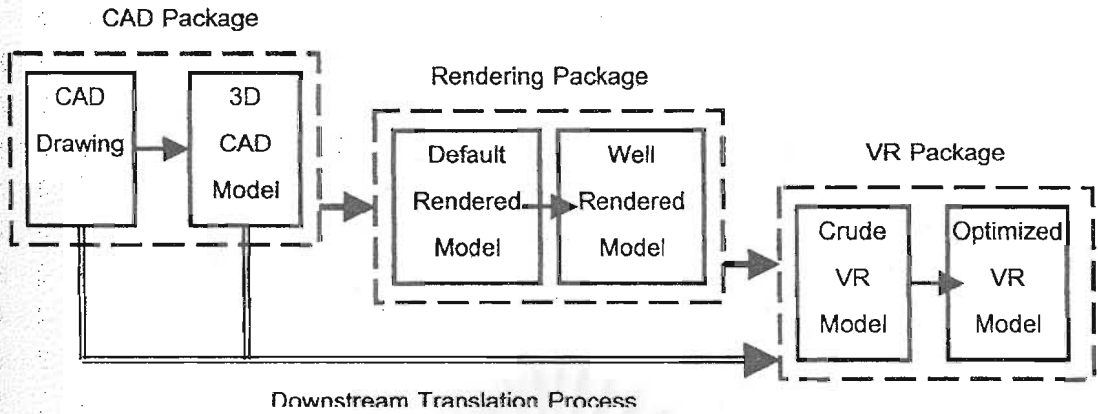 CAD Package
CAD
Drawing
3D
CAD
Model
Rendering Package
Default
Rendered
Model
Well
Rendered
Model
VR Package
Crude
VR
Model
Optimized
VR
Model
Downstream Translation Process